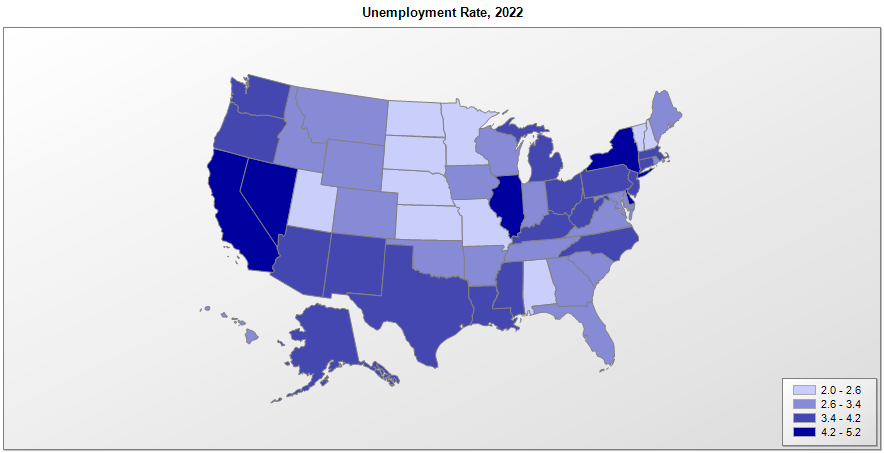 Unemployment Rate, 2022
2.0 - 2.6
2.6 - 3.4
3.4 - 4.2
4.2 - 5.2